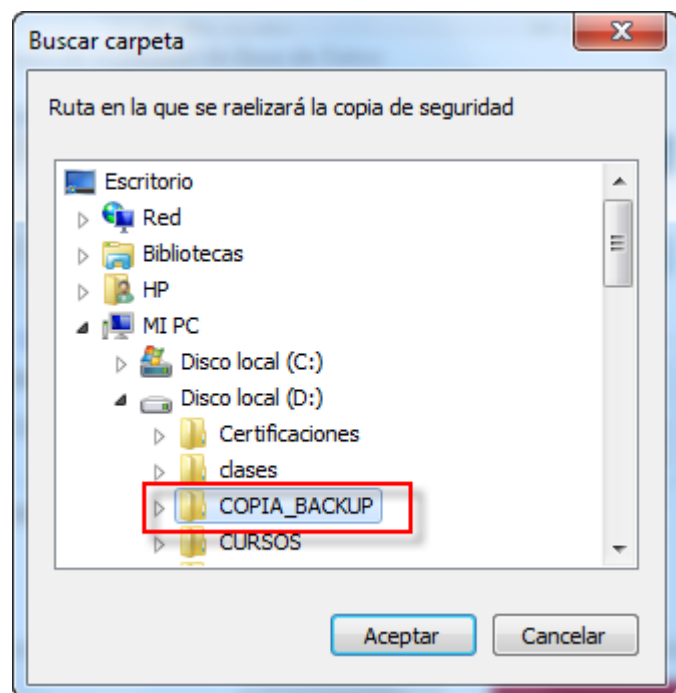 Buscar carpeta
Ruta en la que se raelizará la copia de seguridad
Escritorio
Red
Bibliotecas
HP
MI PC
Disco local (C:)
Disco local (D:)
Certificaciones
clases
COPIA_BACKUP
CURSOS
Aceptar Cancelar